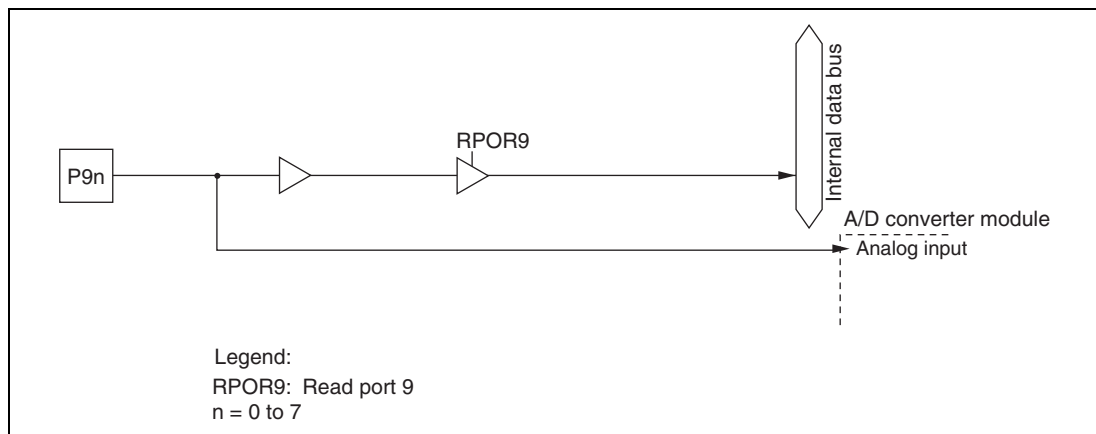 RPOR9
P9n
Internal data bus
A/D converter module
Analog input
Legend:
RPOR9: Read port 9
n = 0 to 7